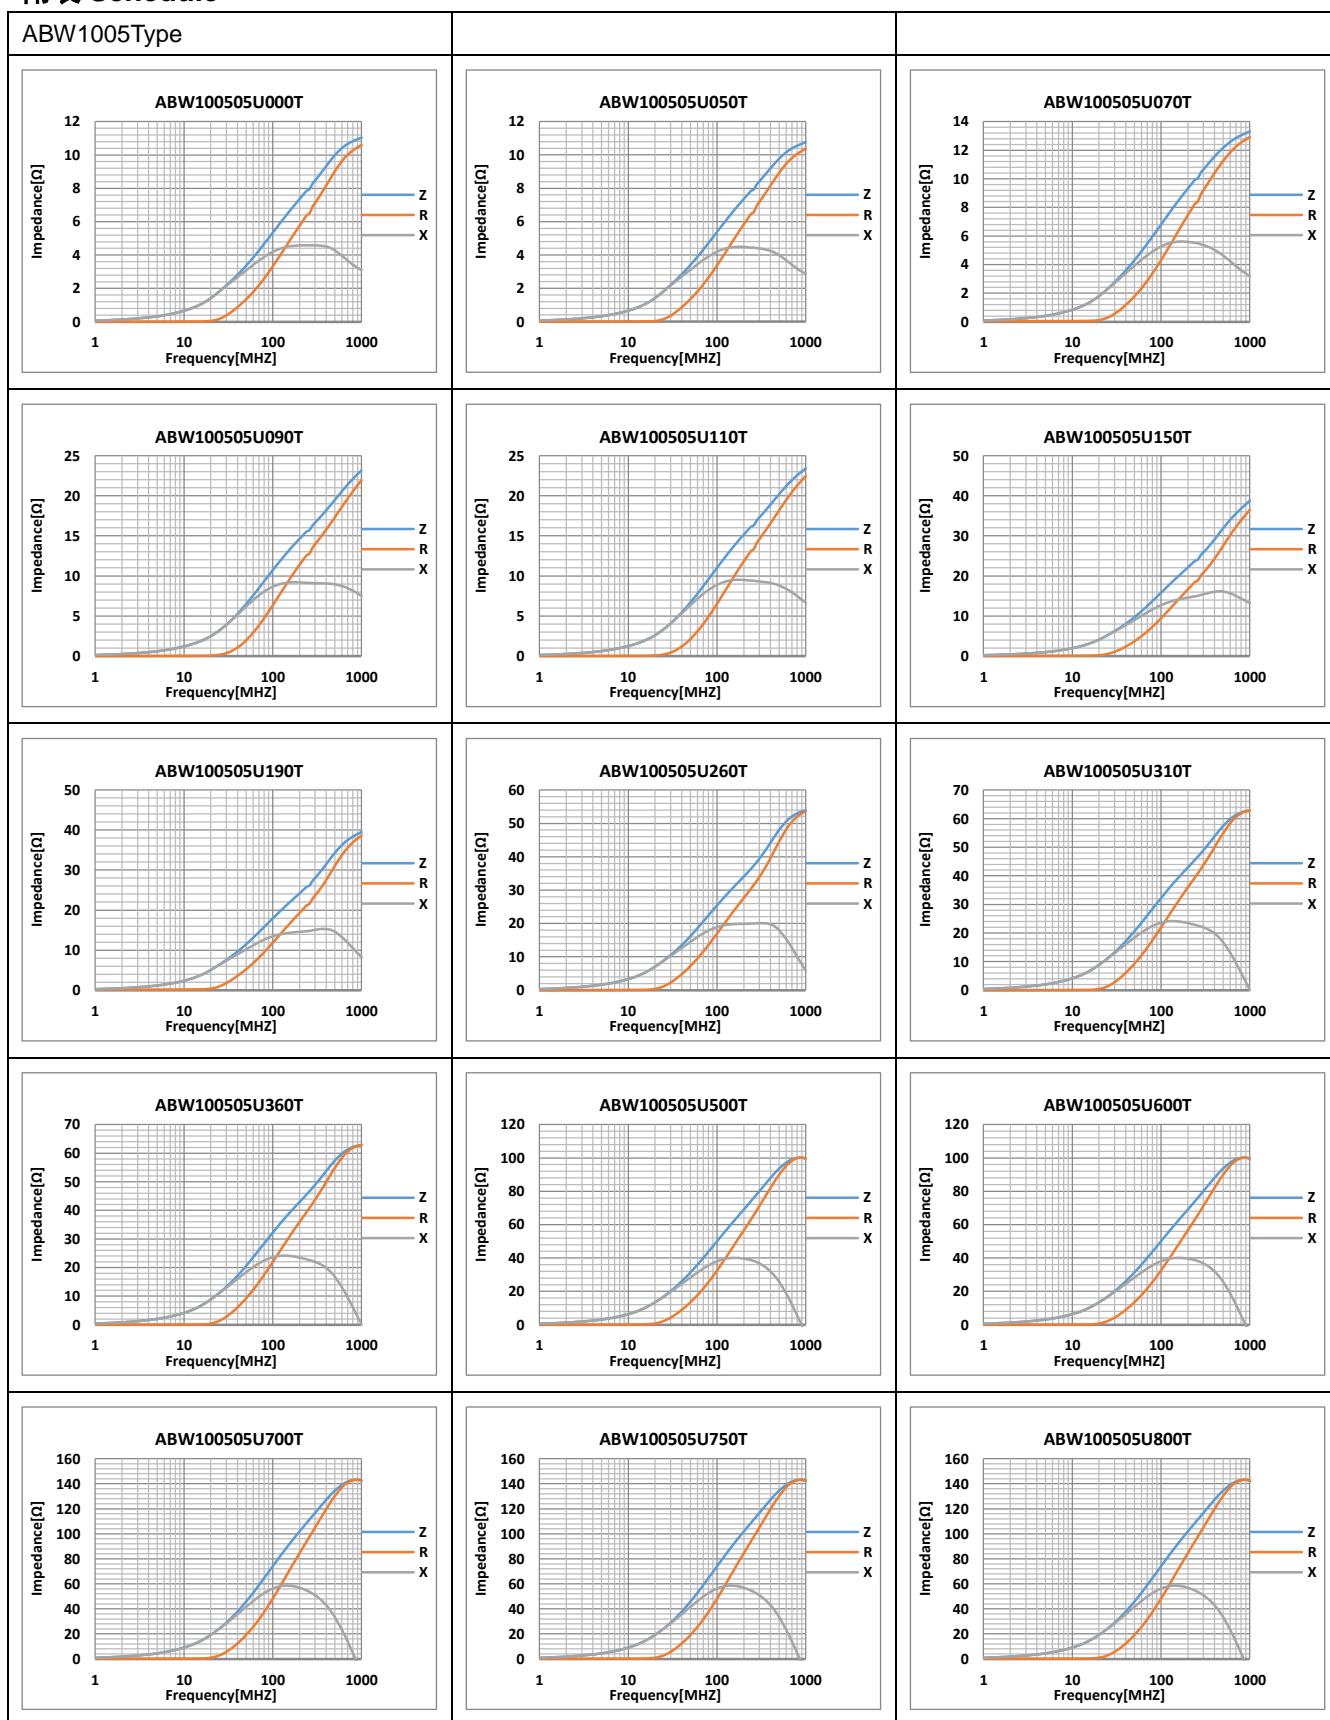 Schedule
ABW1005Type
ABW100505U000T
12
10
8
6
4
2
0
Impedance[Ω]
Z
R
X
1 10 100 1000
Frequency[MHZ]
ABW100505U050T
12
10
8
6
4
2
0
Impedance[Ω]
Z
R
X
1 10 100 1000
Frequency[MHZ]
ABW100505U070T
14
12
10
8
6
4
2
0
Impedance[Ω]
Z
R
X
1 10 100 1000
Frequency[MHZ]
ABW100505U090T
25
20
15
10
5
0
Impedance[Ω]
Z
R
X
1 10 100 1000
Frequency[MHZ]
ABW100505U110T
25
20
15
10
5
0
Impedance[Ω]
Z
R
X
1 10 100 1000
Frequency[MHZ]
ABW100505U150T
50
40
30
20
10
0
Impedance[Ω]
Z
R
X
1 10 100 1000
Frequency[MHZ]
ABW100505U190T
50
40
30
20
10
0
Impedance[Ω]
Z
R
X
1 10 100 1000
Frequency[MHZ]
ABW100505U260T
60
50
40
30
20
10
0
Impedance[Ω]
Z
R
X
1 10 100 1000
Frequency[MHZ]
ABW100505U310T
70
60
50
40
30
20
10
0
Impedance[Ω]
Z
R
X
1 10 100 1000
Frequency[MHZ]
ABW100505U360T
70
60
50
40
30
20
10
0
Impedance[Ω]
Z
R
X
1 10 100 1000
Frequency[MHZ]
ABW100505U500T
120
100
80
60
40
20
0
Impedance[Ω]
Z
R
X
1 10 100 1000
Frequency[MHZ]
ABW100505U600T
120
100
80
60
40
20
0
Impedance[Ω]
Z
R
X
1 10 100 1000
Frequency[MHZ]
ABW100505U700T
160
140
120
100
80
60
40
20
0
Impedance[Ω]
Z
R
X
1 10 100 1000
Frequency[MHZ]
ABW100505U750T
160
140
120
100
80
60
40
20
0
Impedance[Ω]
Z
R
X
1 10 100 1000
Frequency[MHZ]
ABW100505U800T
160
140
120
100
80
60
40
20
0
Impedance[Ω]
Z
R
X
1 10 100 1000
Frequency[MHZ]